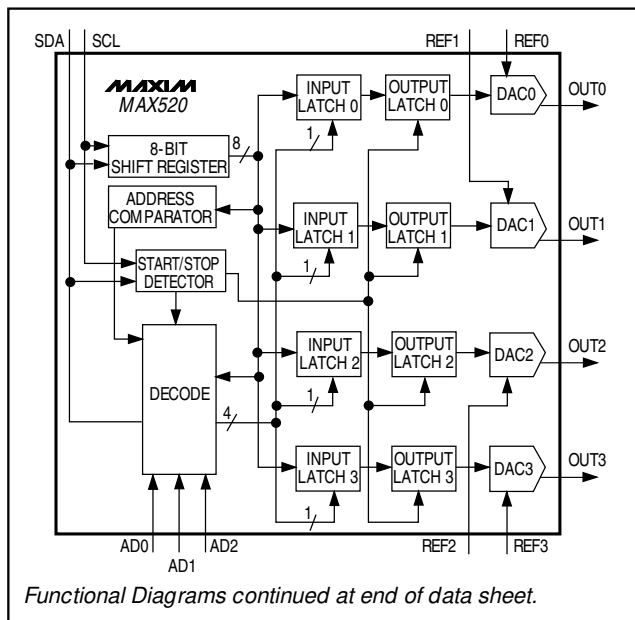 SDA SCL REF1 REF0
MAXIM
MAX520
INPUT
LATCH 0
OUTPUT
LATCH 0
DAC0
OUT0
8-BIT
SHIFT REGISTER
8
1
ADDRESS
COMPARATOR
INPUT
LATCH 1
OUTPUT
LATCH 1
DAC1
OUT1
START/STOP
DETECTOR
1
DECODE
4
INPUT
LATCH 2
OUTPUT
LATCH 2
DAC2
OUT2
1
INPUT
LATCH 3
OUTPUT
LATCH 3
DAC3
OUT3
1
AD0 AD2 REF2 REF3
AD1
Functional Diagrams continued at end of data sheet.